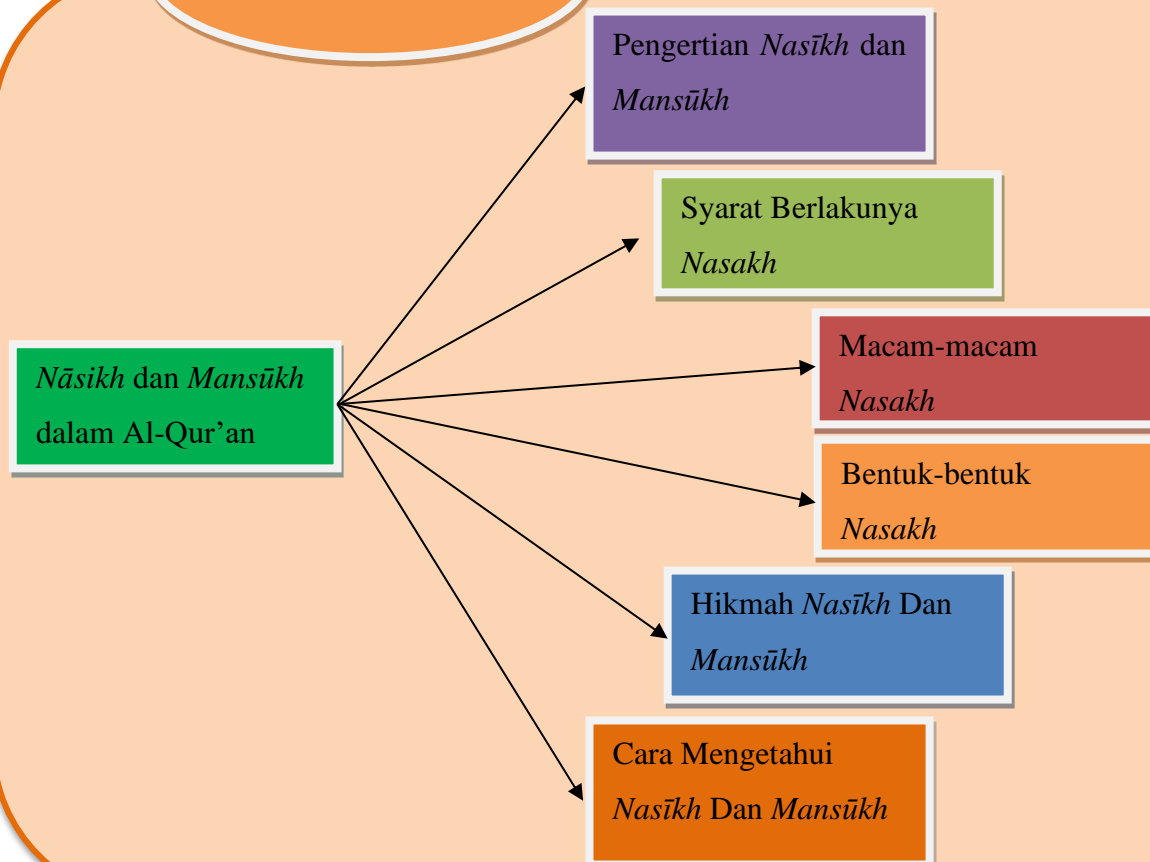 Pengertian Nasīkh dan
Mansūkh
Syarat Berlakunya
Nasakh
Macam-macam
Nasakh
Nāsikh dan Mansūkh
dalam Al-Qur’an
Bentuk-bentuk
Nasakh
Hikmah Nasīkh Dan
Mansūkh
Cara Mengetahui
Nasīkh Dan Mansūkh